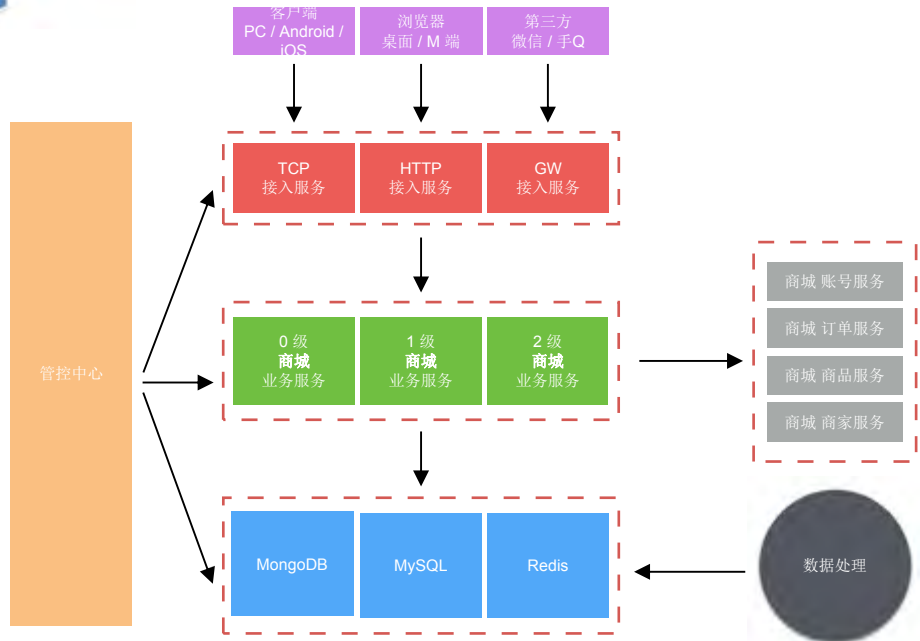 客户端
PC / Android /
iOS
浏览器
桌面 / M 端
第三方
微信 / 手Q
TCP
接入服务
HTTP
接入服务
GW
接入服务
管控中心
0 级
商城
业务服务
1 级
商城
业务服务
2 级
商城
业务服务
商城 账号服务
商城 订单服务
商城 商品服务
商城 商家服务
MongoDB
MySQL
Redis
数据处理